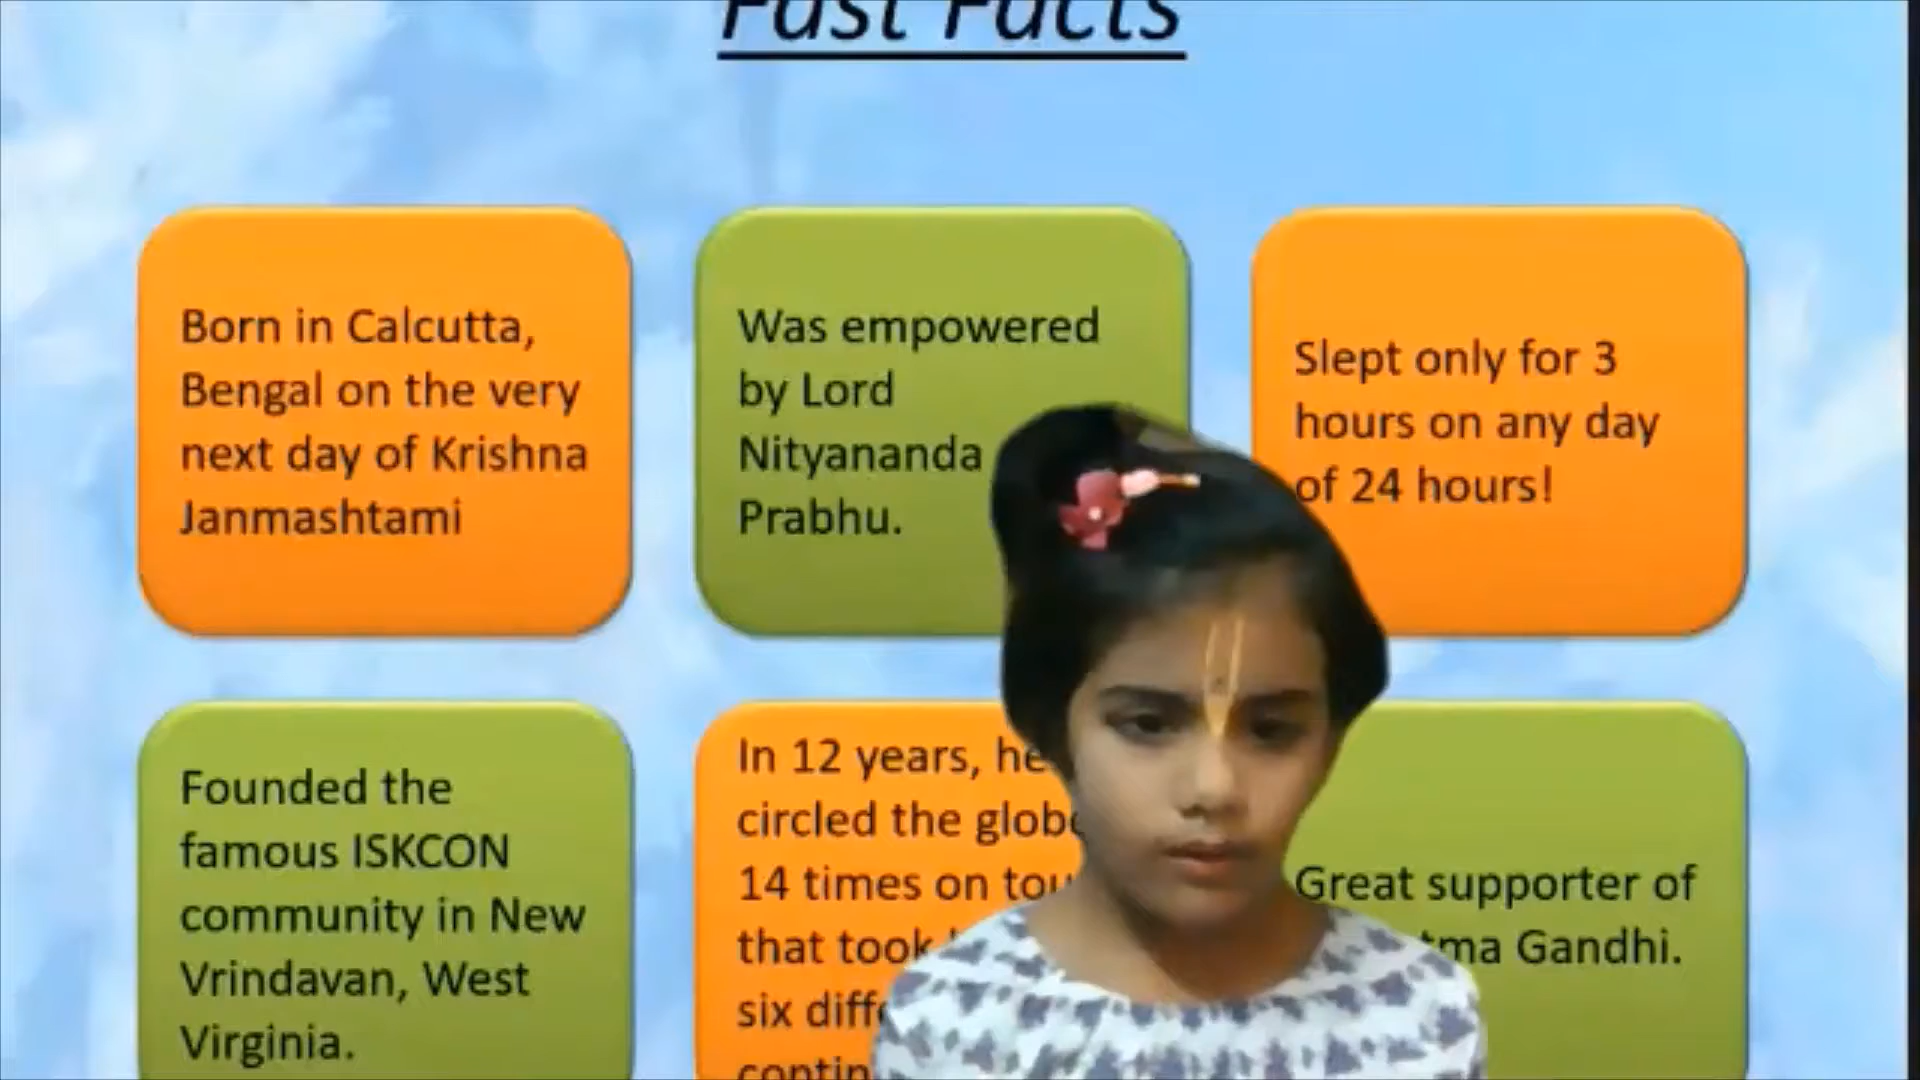 Fast Facts
Born in Calcutta,
Bengal on the very
next day of Krishna
Janmashtami
Was empowered
by Lord
Nityananda
Prabhu.
Slept only for 3
hours on any day
of 24 hours!
Founded the
famous ISKCON
community in New
Vrindavan, West
Virginia.
In 12 years, he
circled the globe
14 times on
that took
six
Great supporter of
Gandhi.